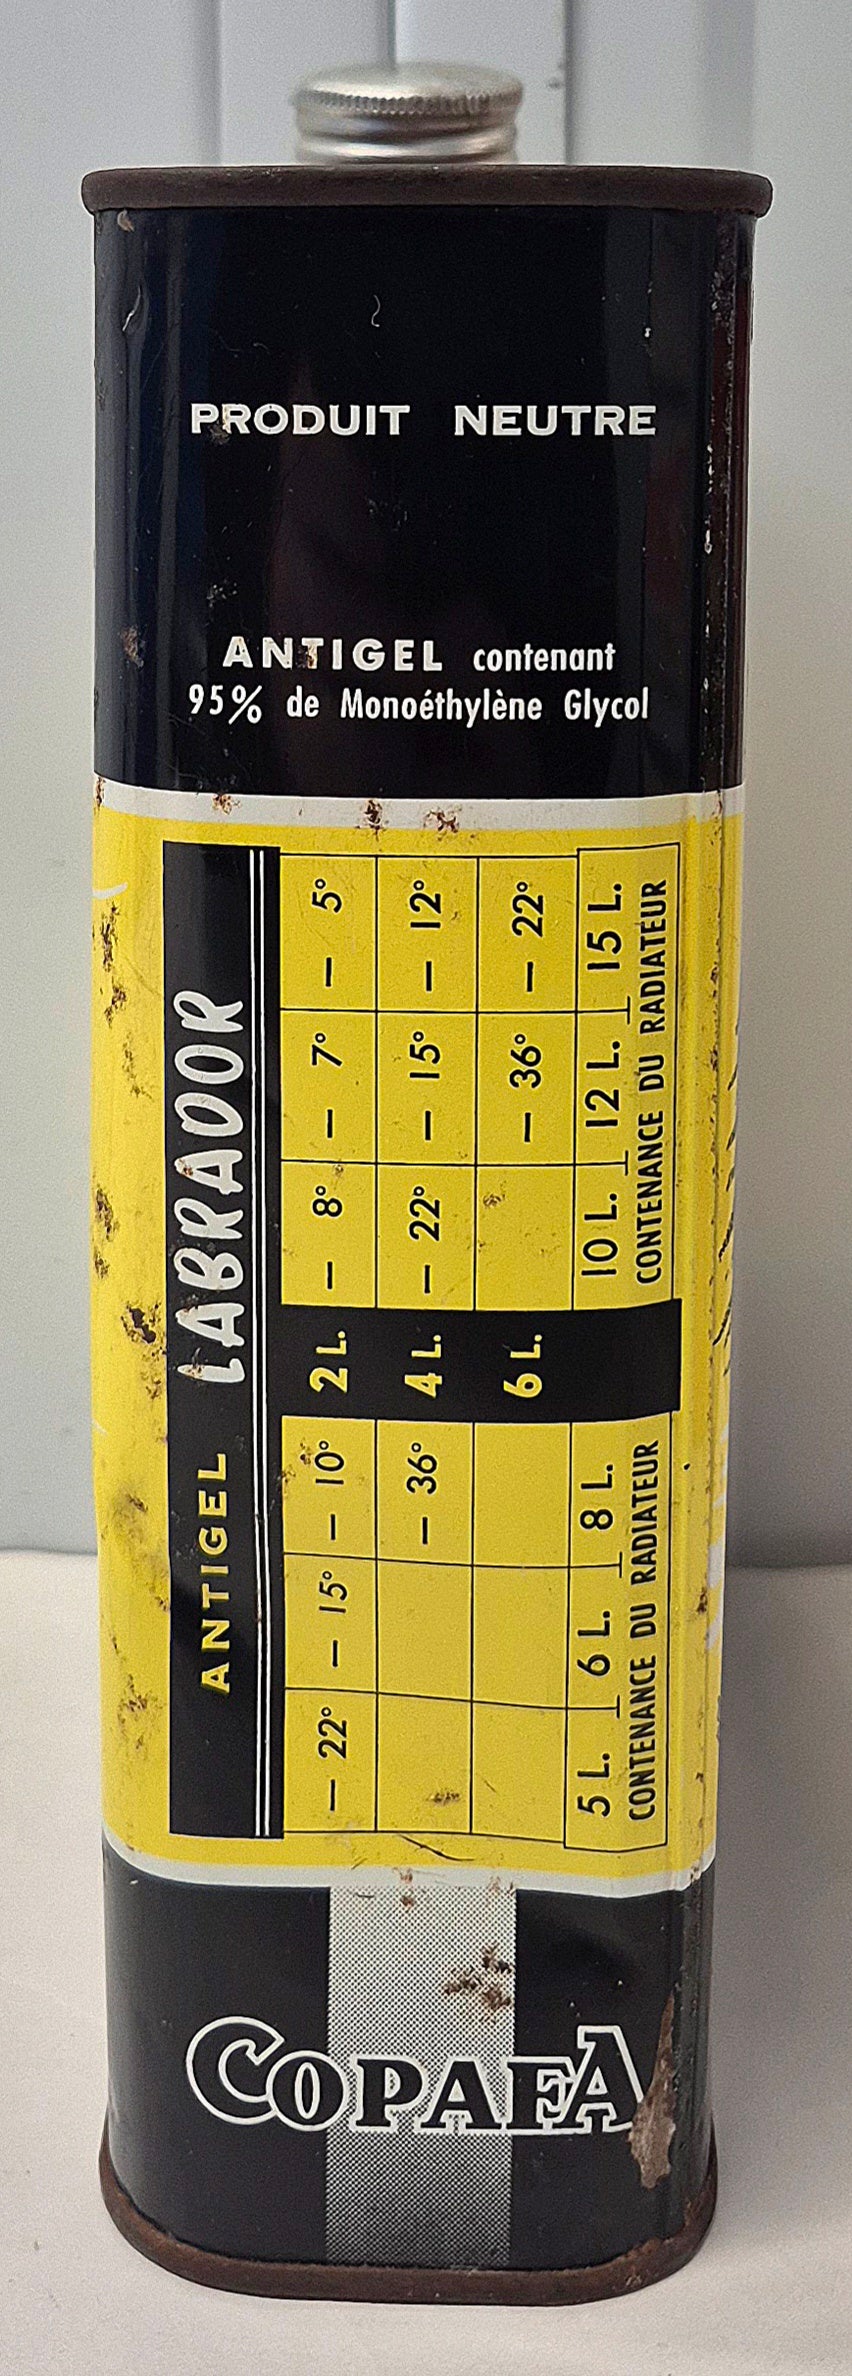 PRODUIT NEUTRE
ANTIGEL contenant
95% de Monoéthylène Glycol
ANTIGEL LABRADOR
— 22° — 15° — 10° 2 L. — 8° — 7° — 5°
— 36° 4 L. — 22° — 15° — 12°
6 L. — 36° — 22°
5 L. 6 L. 8 L. 10 L. 12 L. 15 L.
CONTENANCE DU RADIATEUR CONTENANCE DU RADIATEUR
COPAFA